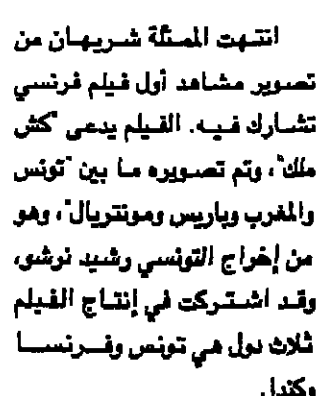 انتهت الممثلة شريهان من
تصوير مشاهد أول فيلم فرنسي
تشارك فيه. الفيلم يدعى "كش
ملك"، وتم تصويره ما بين "تونس
والمغرب وباريس ومونتريال"، وهو
من إخراج التونسي رشيد نرشو،
وقد اشتركت في إنتاج الفيلم
ثلاث دول هي تونس وفرنسا
وكندا.